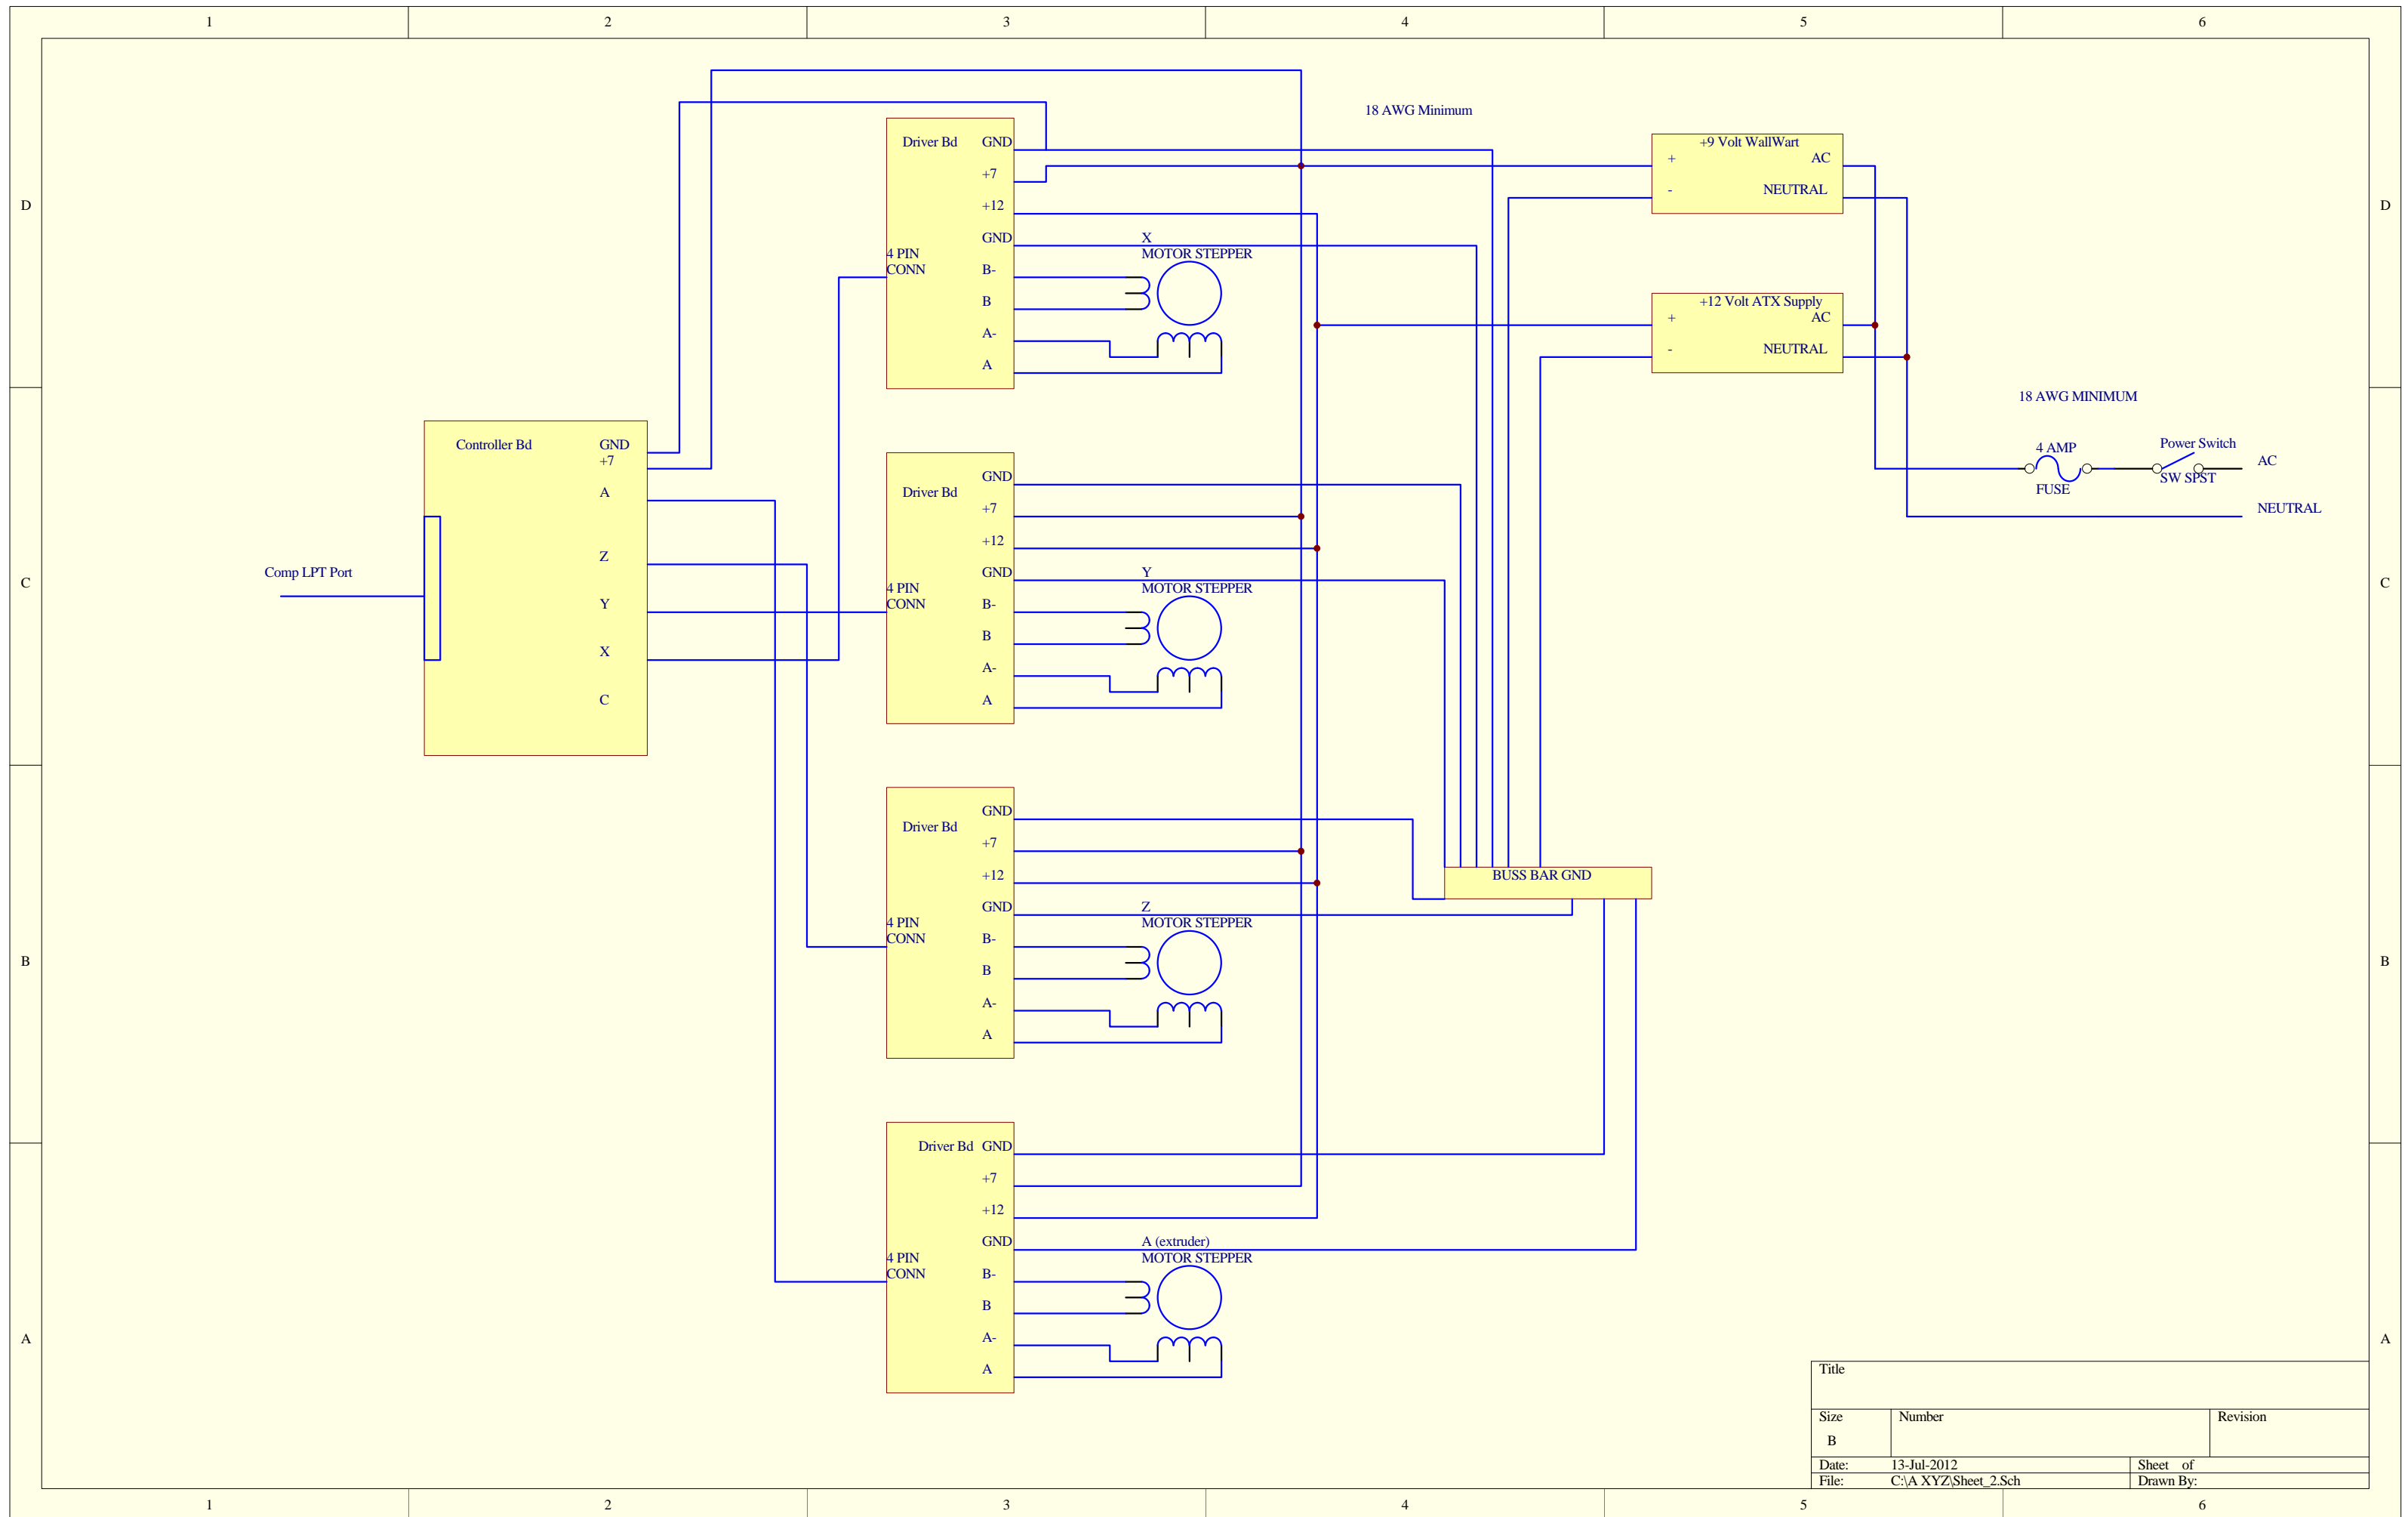 1 2 3 4 5 6
18 AWG Minimum
D
D
Driver Bd GND
+7
+12
GND
4 PIN
CONN
B-
B
A-
A
X
MOTOR STEPPER
+9 Volt WallWart
+ AC
- NEUTRAL
+12 Volt ATX Supply
+ AC
- NEUTRAL
18 AWG MINIMUM
4 AMP
FUSE
Power Switch
SW SPST
AC
NEUTRAL
C
C
Comp LPT Port
Controller Bd
GND
+7
A
Z
Y
X
C
Driver Bd
GND
+7
+12
GND
4 PIN
CONN
B-
B
A-
A
Y
MOTOR STEPPER
B
B
Driver Bd
GND
+7
+12
GND
4 PIN
CONN
B-
B
A-
A
Z
MOTOR STEPPER
BUSS BAR GND
A
A
Driver Bd GND
+7
+12
GND
4 PIN
CONN
B-
B
A-
A
A (extruder)
MOTOR STEPPER
Title
Size Number Revision
B
Date: 13-Jul-2012 Sheet of
File: C:\A XYZ\Sheet_2.Sch Drawn By:
1 2 3 4 5 6